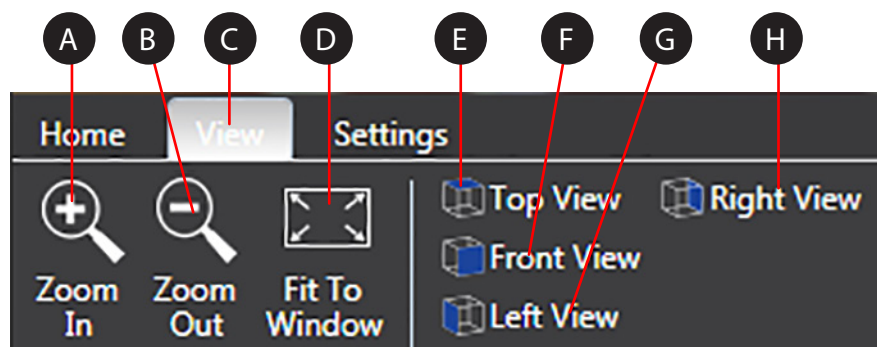 A B C D E F G H
Home View Settings
Top View Right View
Front View
Left View
Zoom In
Zoom Out
Fit To Window